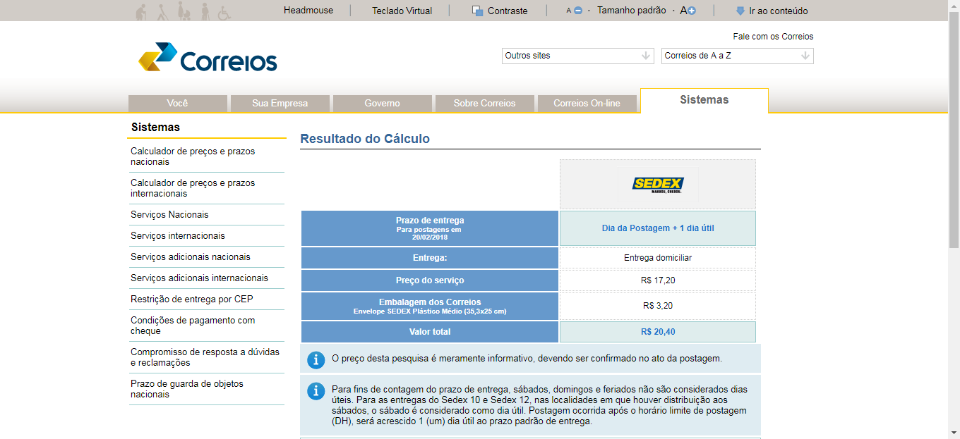 Headmouse
Teclado Virtual
Contraste
A - Tamanho padrão - A
Ir ao conteúdo
Fale com os Correios
Correios
Outros sites
Correios de A a Z
Você
Sua Empresa
Governo
Sobre Correios
Correios On-line
Sistemas
Sistemas
Calculador de preços e prazos
nacionais
Calculador de preços e prazos
internacionais
Serviços Nacionais
Serviços internacionais
Serviços adicionais nacionais
Serviços adicionais internacionais
Restrição de entrega por CEP
Condições de pagamento com
cheque
Compromisso de resposta a dúvidas
e reclamações
Prazo de guarda de objetos
nacionais
Resultado do Cálculo
SEDEX
MANDOU, CHEGOU.
Prazo de entrega
Para postagens em
20/02/2018
Dia da Postagem + 1 dia útil
Entrega:
Entrega domiciliar
Preço do serviço
R$ 17,20
Embalagem dos Correios
Envelope SEDEX Plástico Médio (35,3x25 cm)
R$ 3,20
Valor total
R$ 20,40
O preço desta pesquisa é meramente informativo, devendo ser confirmado no ato da postagem.
Para fins de contagem do prazo de entrega, sábados, domingos e feriados não são considerados dias
úteis. Para as entregas do Sedex 10 e Sedex 12, nas localidades em que houver distribuição aos
sábados, o sábado é considerado como dia útil. Postagem ocorrida após o horário limite de postagem
(DH), será acrescido 1 (um) dia útil ao prazo padrão de entrega.